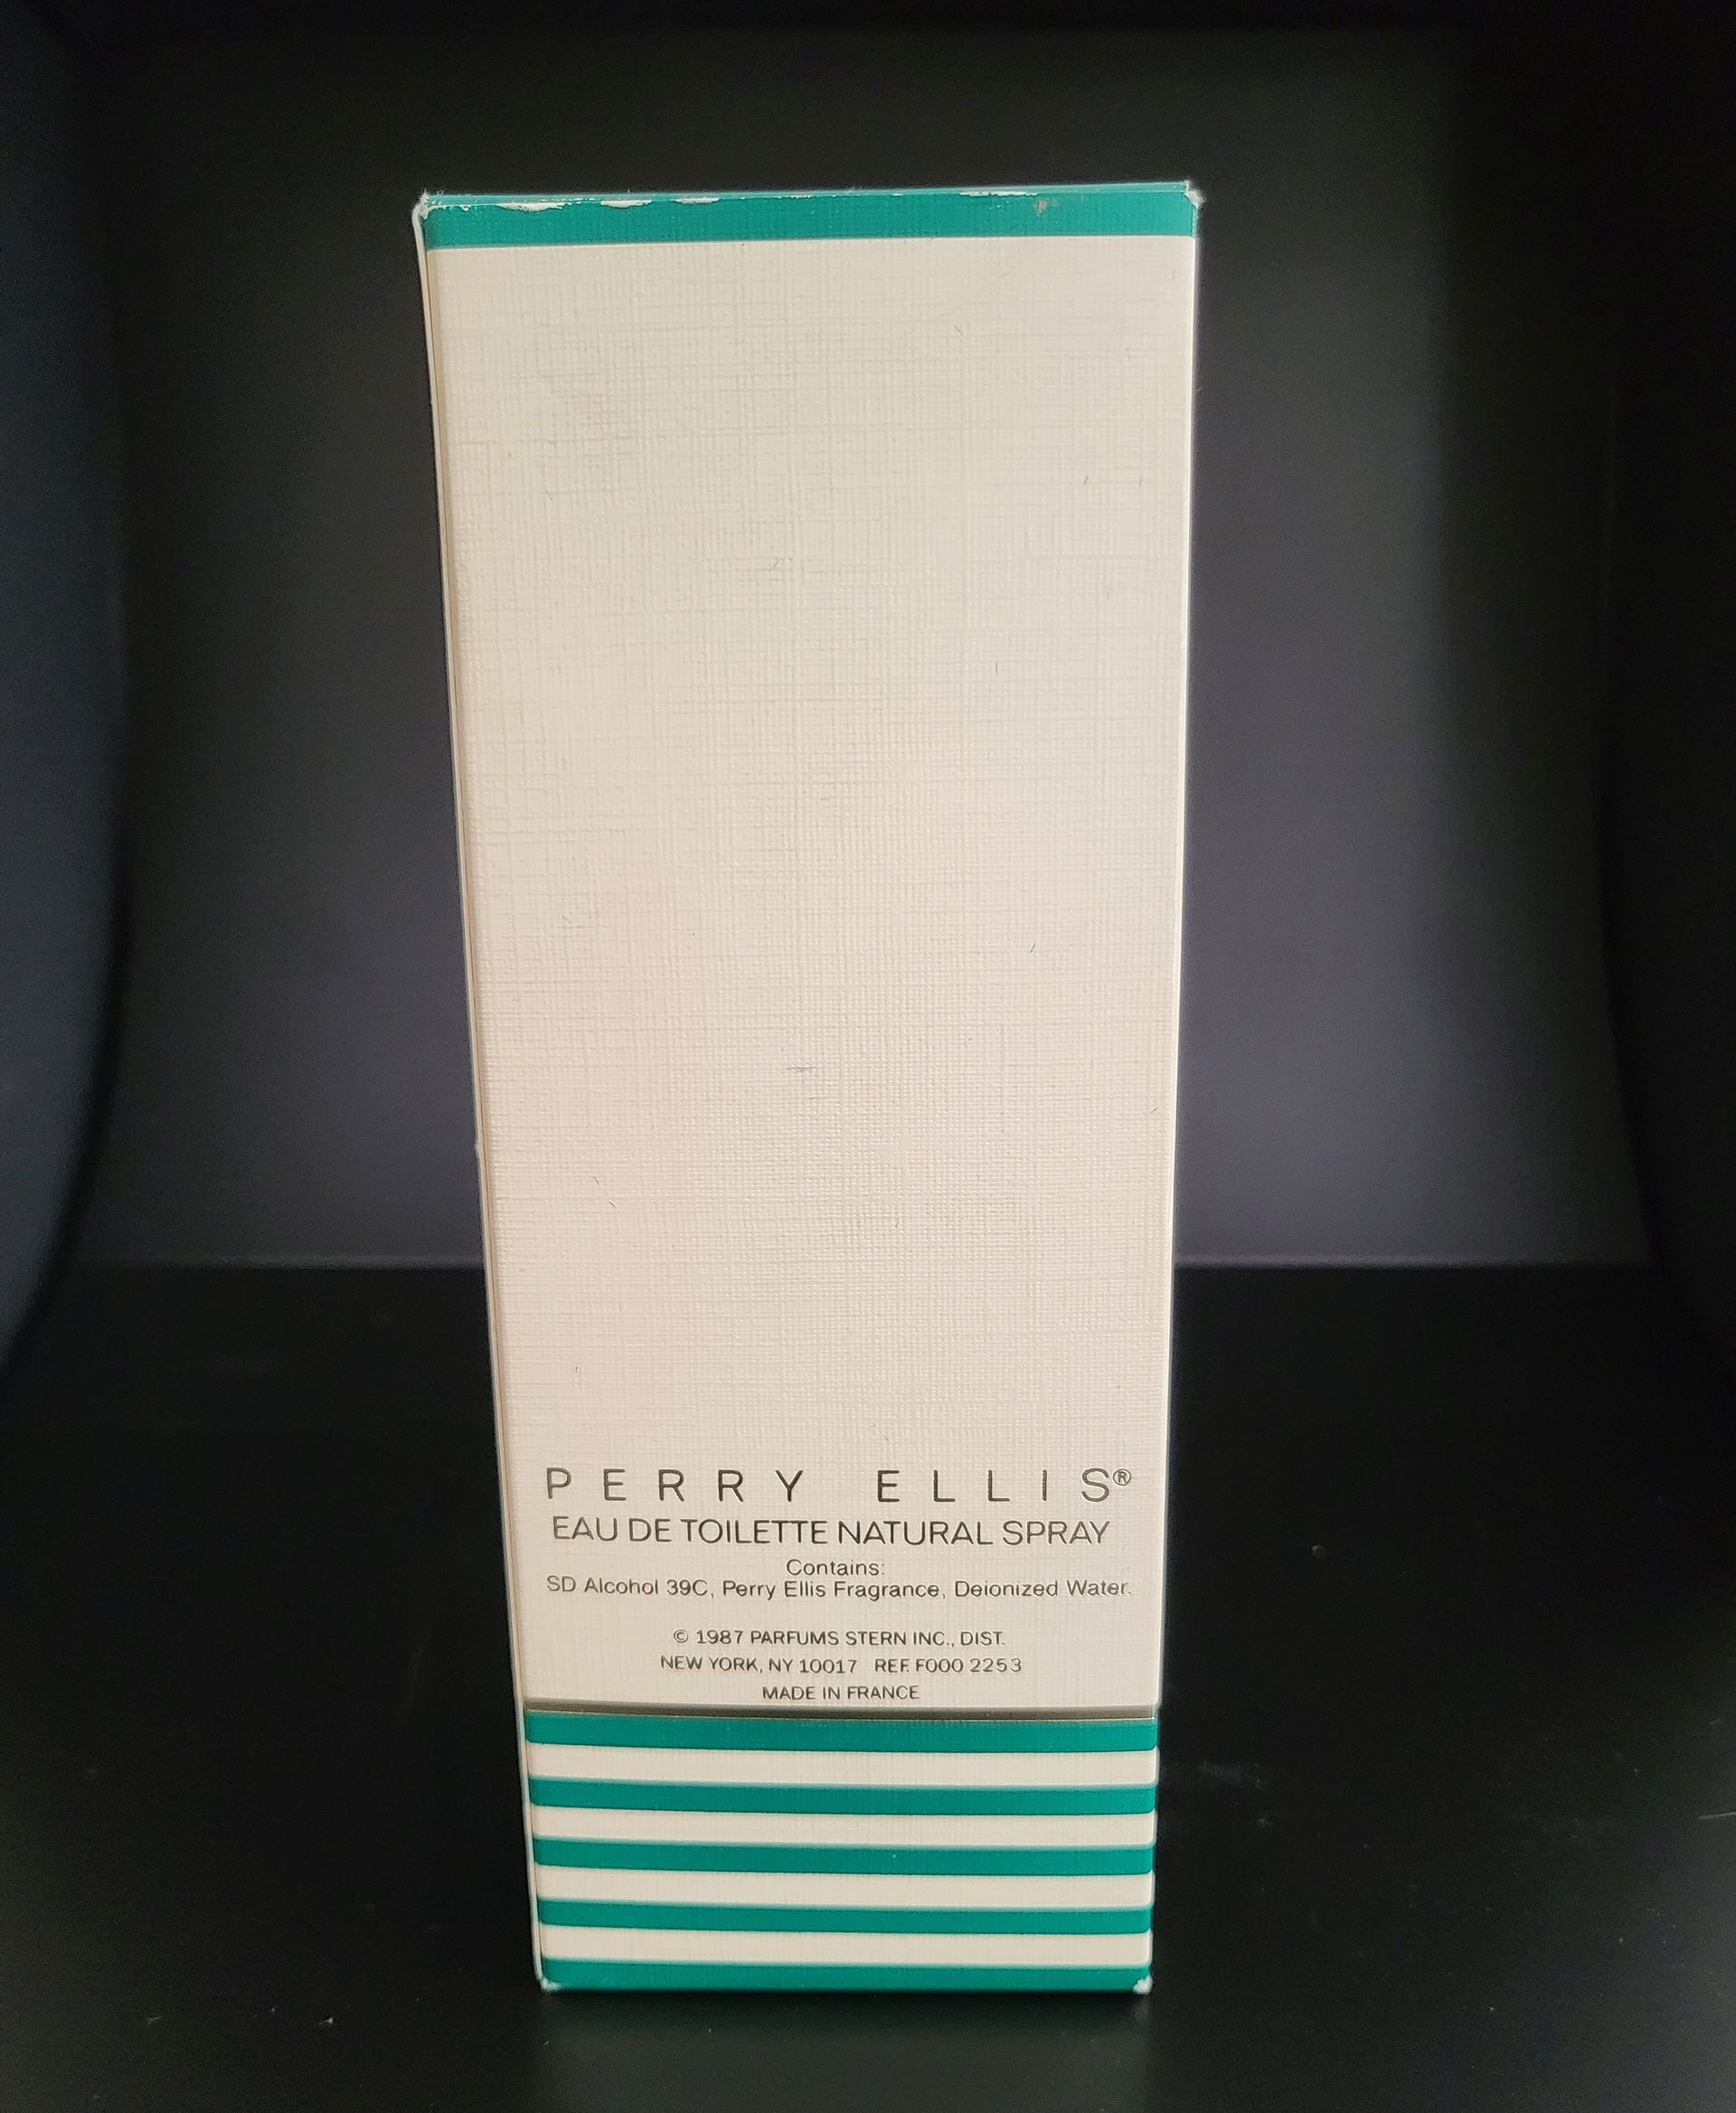 PERRY ELLIS®
EAU DE TOILETTE NATURAL SPRAY
Contains:
SD Alcohol 39C, Perry Ellis Fragrance, Deionized Water.
© 1987 PARFUMS STERN INC., DIST.
NEW YORK, NY 10017 REF. F000 2253
MADE IN FRANCE